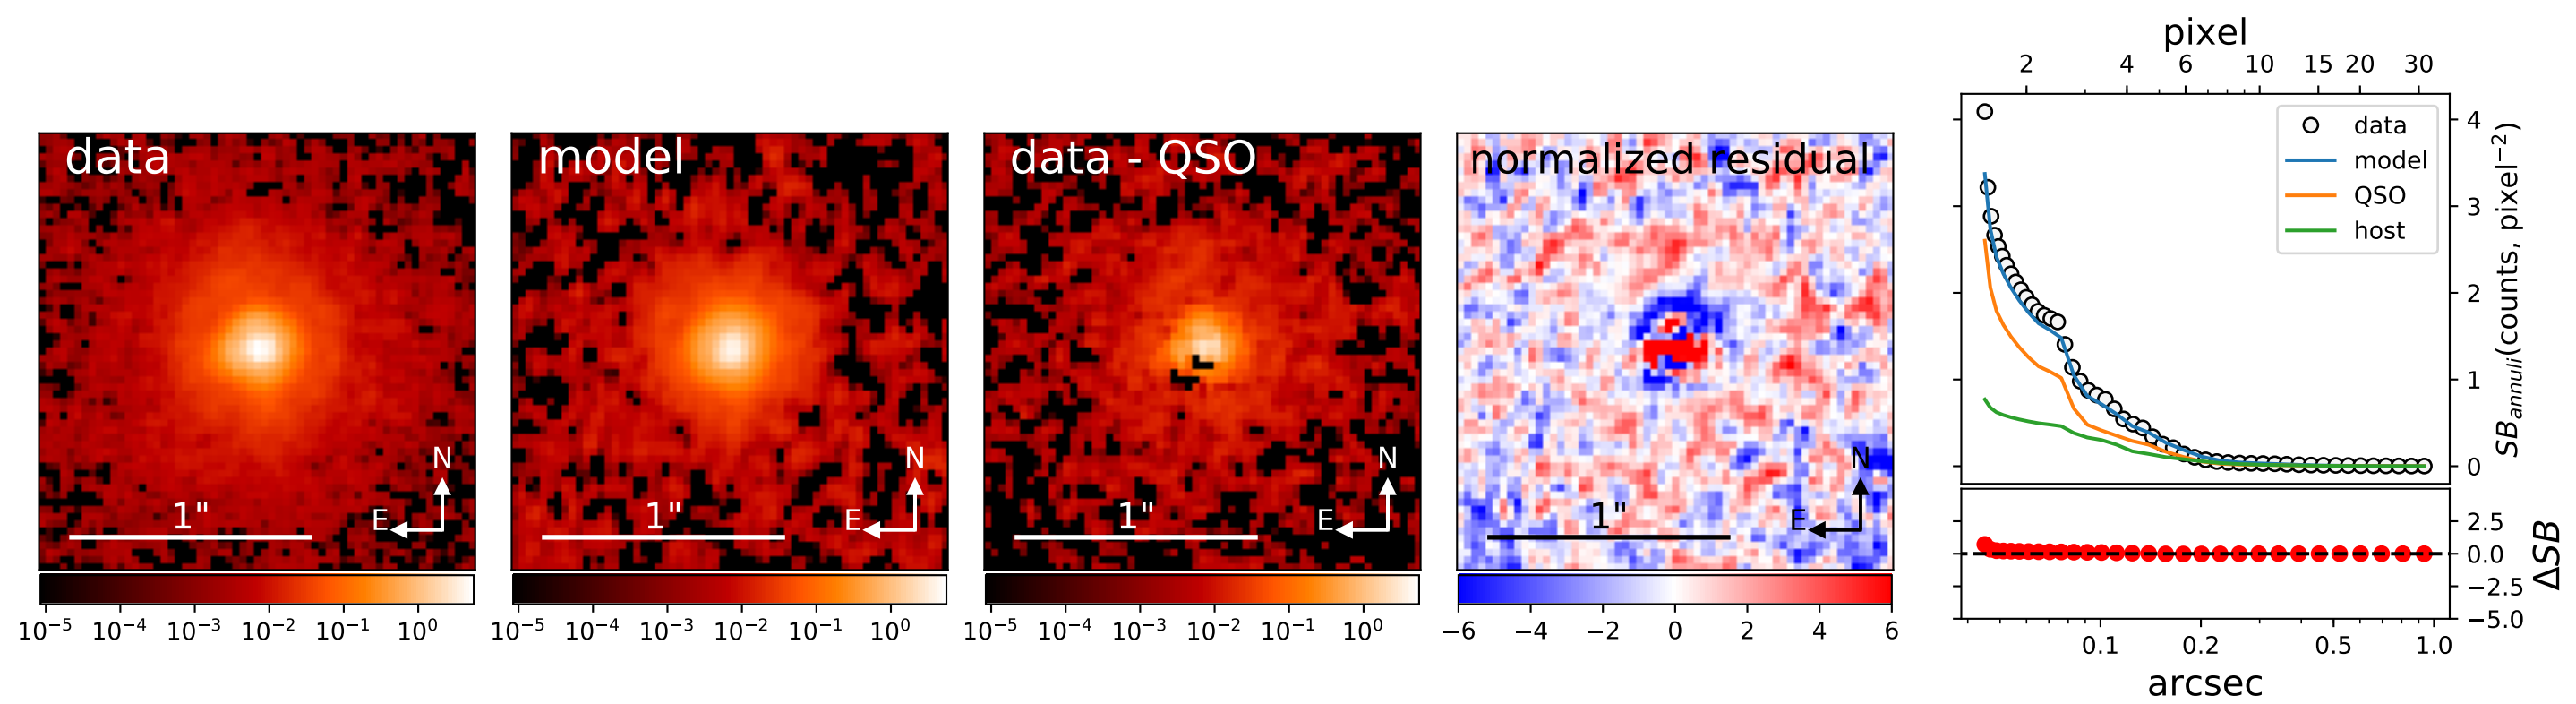 data
N
E
1"
10⁻⁵ 10⁻⁴ 10⁻³ 10⁻² 10⁻¹ 10⁰
model
N
E
1"
10⁻⁵ 10⁻⁴ 10⁻³ 10⁻² 10⁻¹ 10⁰
data - QSO
N
E
1"
10⁻⁵ 10⁻⁴ 10⁻³ 10⁻² 10⁻¹ 10⁰
normalized residual
N
E
1"
−6 −4 −2 0 2 4 6
pixel
2 4 6 10 15 20 30
data
model
QSO
host
4
3
2
1
0
SB_annuli(counts, pixel⁻²)
2.5
0.0
−2.5
−5.0
ΔSB
0.1 0.2 0.5 1.0
arcsec